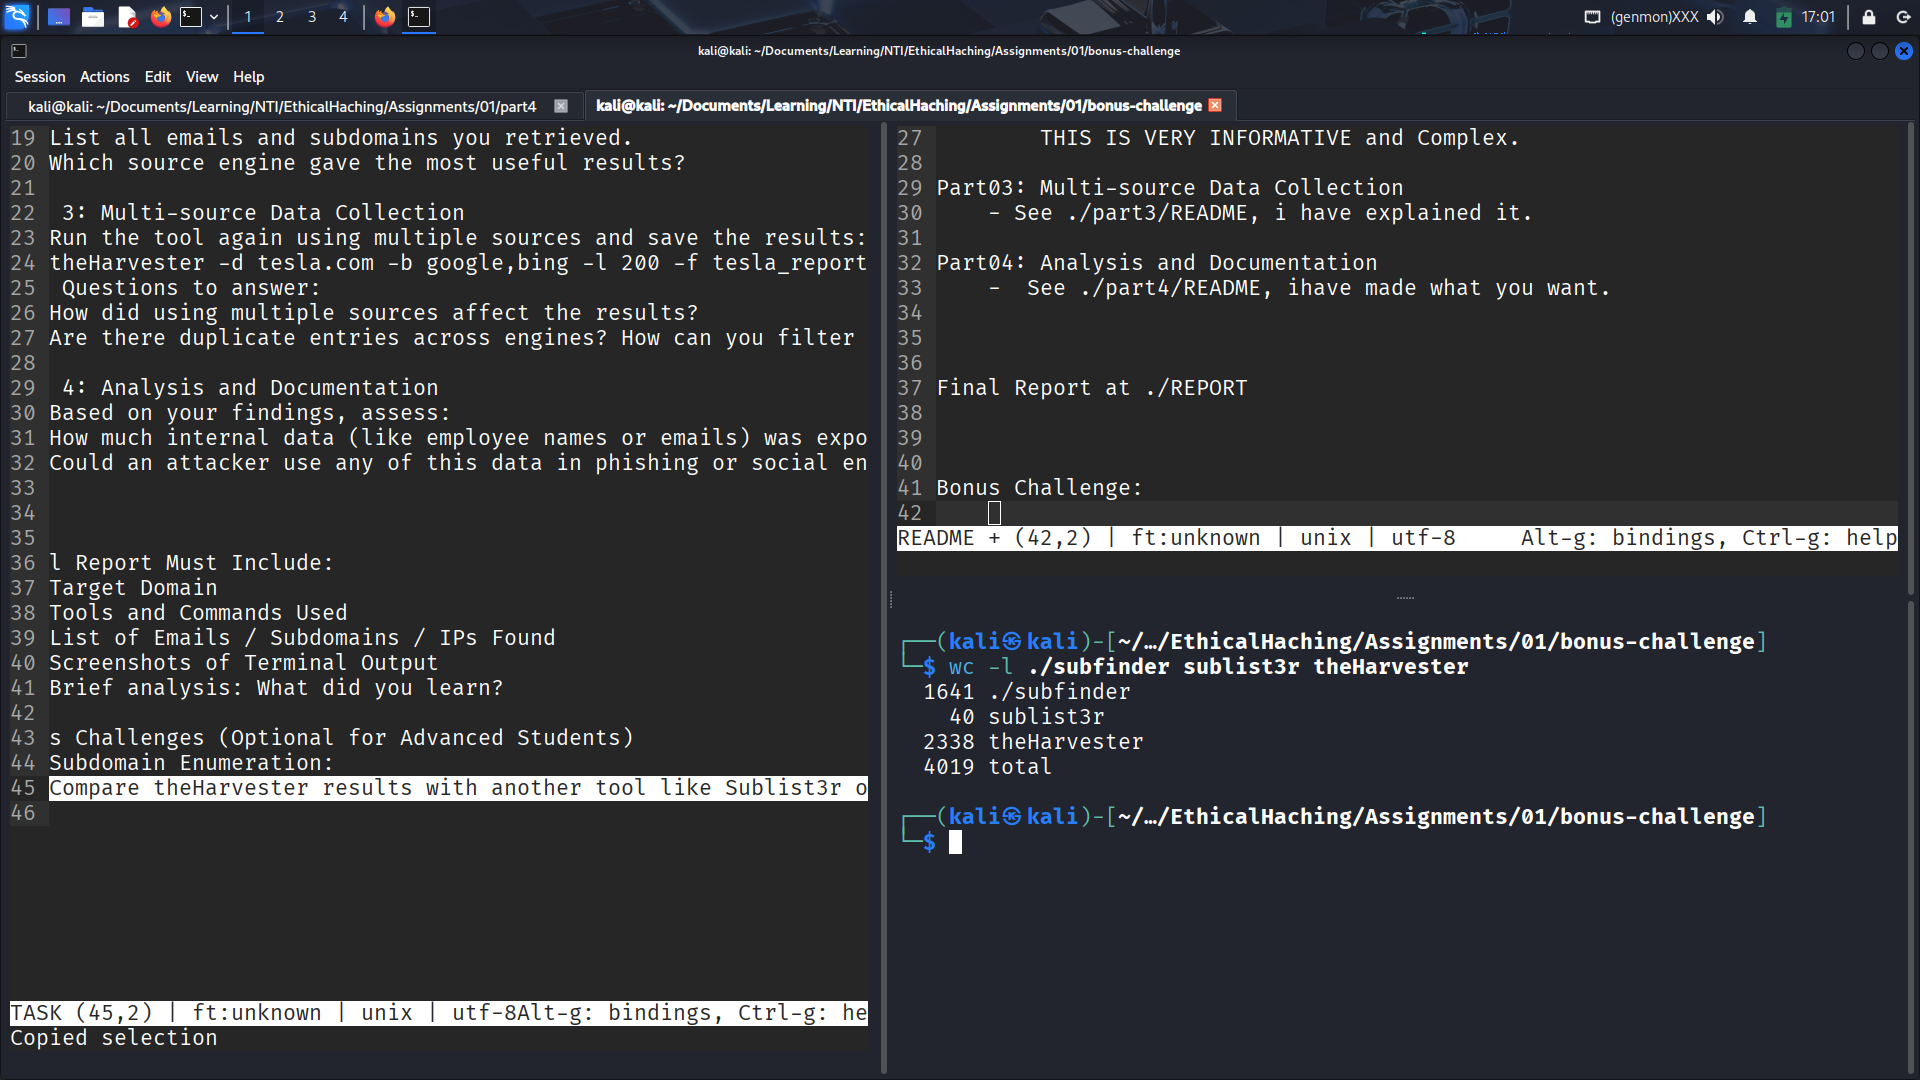 1 2 3 4 (genmon)XXX 17:01
kali@kali: ~/Documents/Learning/NTI/EthicalHaching/Assignments/01/bonus-challenge
Session Actions Edit View Help
kali@kali: ~/Documents/Learning/NTI/EthicalHaching/Assignments/01/part4
kali@kali: ~/Documents/Learning/NTI/EthicalHaching/Assignments/01/bonus-challenge
19 List all emails and subdomains you retrieved.
20 Which source engine gave the most useful results?
21
22  3: Multi-source Data Collection
23 Run the tool again using multiple sources and save the results:
24 theHarvester -d tesla.com -b google,bing -l 200 -f tesla_report
25  Questions to answer:
26 How did using multiple sources affect the results?
27 Are there duplicate entries across engines? How can you filter
28
29  4: Analysis and Documentation
30 Based on your findings, assess:
31 How much internal data (like employee names or emails) was expo
32 Could an attacker use any of this data in phishing or social en
33
34
35
36 l Report Must Include:
37 Target Domain
38 Tools and Commands Used
39 List of Emails / Subdomains / IPs Found
40 Screenshots of Terminal Output
41 Brief analysis: What did you learn?
42
43 s Challenges (Optional for Advanced Students)
44 Subdomain Enumeration:
45 Compare theHarvester results with another tool like Sublist3r o
46
TASK (45,2) | ft:unknown | unix | utf-8Alt-g: bindings, Ctrl-g: he
Copied selection
27         THIS IS VERY INFORMATIVE and Complex.
28
29 Part03: Multi-source Data Collection
30     - See ./part3/README, i have explained it.
31
32 Part04: Analysis and Documentation
33     -  See ./part4/README, ihave made what you want.
34
35
36
37 Final Report at ./REPORT
38
39
40
41 Bonus Challenge:
42
README + (42,2) | ft:unknown | unix | utf-8     Alt-g: bindings, Ctrl-g: help
┌──(kali㉿kali)-[~/…/EthicalHaching/Assignments/01/bonus-challenge]
└─$ wc -l ./subfinder sublist3r theHarvester
  1641 ./subfinder
    40 sublist3r
  2338 theHarvester
  4019 total
┌──(kali㉿kali)-[~/…/EthicalHaching/Assignments/01/bonus-challenge]
└─$